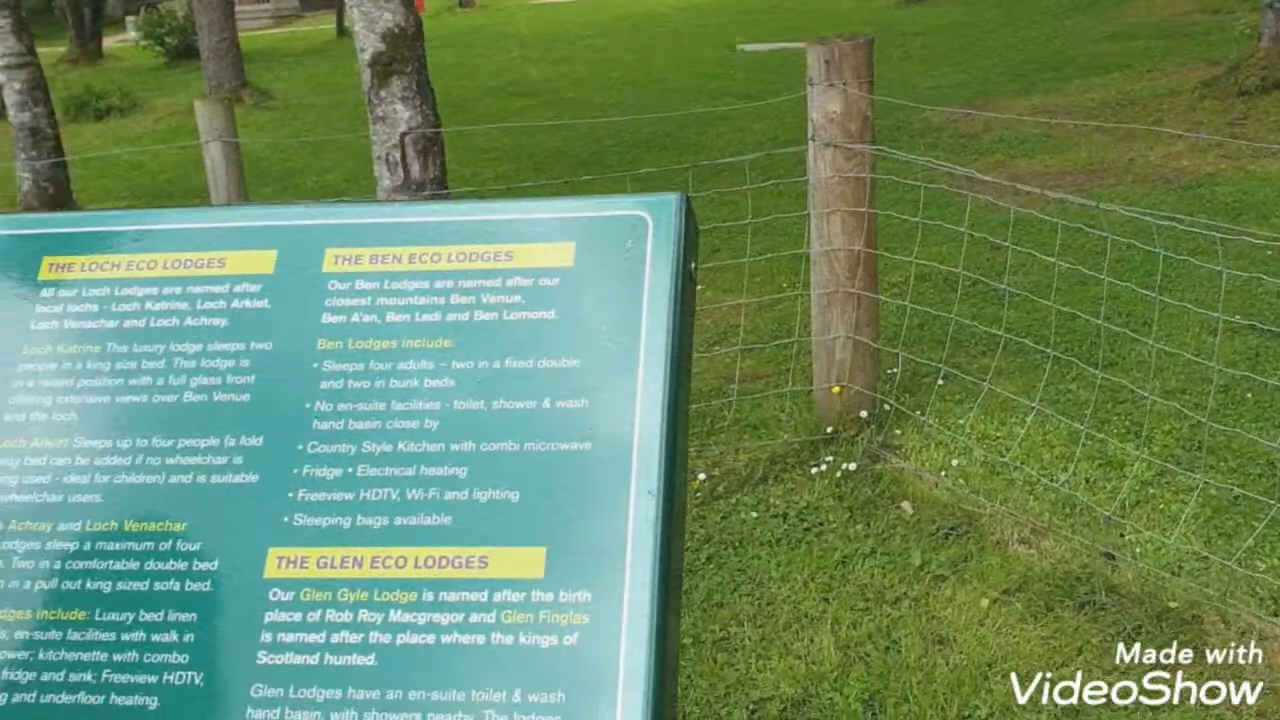 THE LOCH ECO LODGES
All our Loch Lodges are named after
local lochs - Loch Katrine, Loch Arklet,
Loch Venachar and Loch Achray.
Loch Katrine This luxury lodge sleeps two
people in a king size bed. This lodge is
in a raised position with a full glass front
offering extensive views over Ben Venue
and the loch.
Loch Arklet Sleeps up to four people (a fold
bed can be added if no wheelchair is
used - ideal for children) and is suitable
wheelchair users.
Achray and Loch Venachar
sleep a maximum of four
Two in a comfortable double bed
in a pull out king sized sofa bed.
include: Luxury bed linen
en-suite facilities with walk in
kitchenette with combo
fridge and sink; Freeview HDTV,
and underfloor heating.
THE BEN ECO LODGES
Our Ben Lodges are named after our
closest mountains Ben Venue,
Ben A'an, Ben Ledi and Ben Lomond.
Ben Lodges include:
• Sleeps four adults – two in a fixed double
and two in bunk beds
• No en-suite facilities - toilet, shower & wash
hand basin close by
• Country Style Kitchen with combi microwave
• Fridge • Electrical heating
• Freeview HDTV, Wi-Fi and lighting
• Sleeping bags available
THE GLEN ECO LODGES
Our Glen Gyle Lodge is named after the birth
place of Rob Roy Macgregor and Glen Finglas
is named after the place where the kings of
Scotland hunted.
Glen Lodges have an en-suite toilet & wash
hand basin, with showers nearby. The lodges
Made with
VideoShow